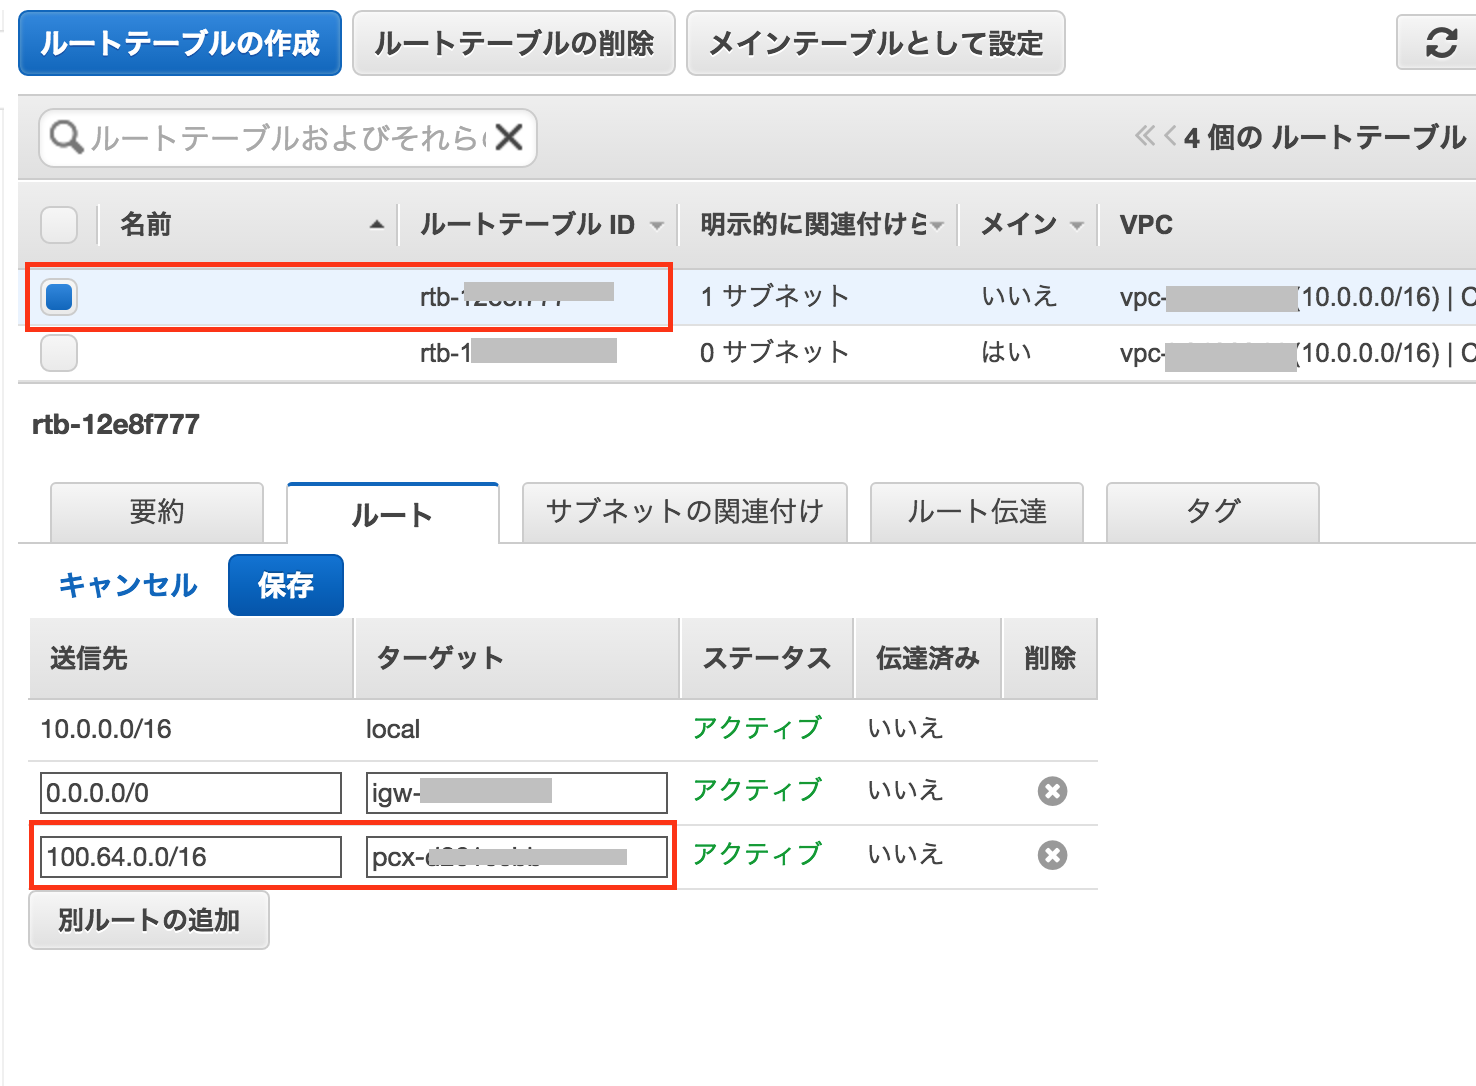 ルートテーブルの作成 ルートテーブルの削除 メインテーブルとして設定
ルートテーブルおよびそれらの 4 個の ルートテーブル
名前 ルートテーブル ID 明示的に関連付けら メイン VPC
rtb- 1 サブネット いいえ vpc- (10.0.0.0/16) |
rtb-1 0 サブネット はい vpc- (10.0.0.0/16) |
rtb-12e8f777
要約 ルート サブネットの関連付け ルート伝達 タグ
キャンセル 保存
送信先 ターゲット ステータス 伝達済み 削除
10.0.0.0/16 local アクティブ いいえ
0.0.0.0/0 igw- アクティブ いいえ
100.64.0.0/16 pcx- アクティブ いいえ
別ルートの追加